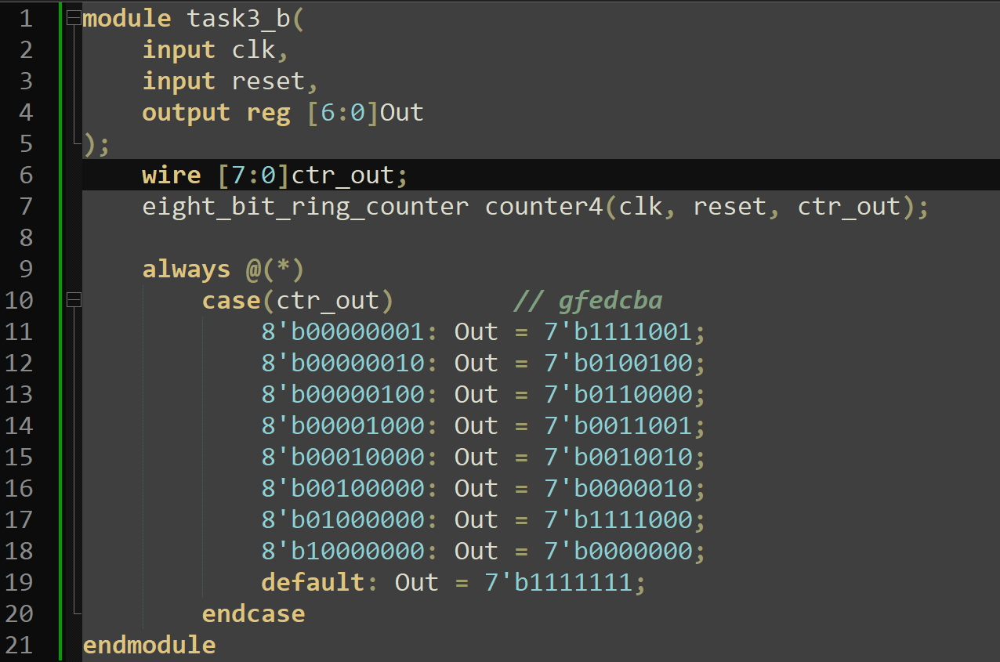 1 module task3_b(
2     input clk,
3     input reset,
4     output reg [6:0]Out
5 );
6     wire [7:0]ctr_out;
7     eight_bit_ring_counter counter4(clk, reset, ctr_out);
8
9     always @(*)
10         case(ctr_out)        // gfedcba
11             8'b00000001: Out = 7'b1111001;
12             8'b00000010: Out = 7'b0100100;
13             8'b00000100: Out = 7'b0110000;
14             8'b00001000: Out = 7'b0011001;
15             8'b00010000: Out = 7'b0010010;
16             8'b00100000: Out = 7'b0000010;
17             8'b01000000: Out = 7'b1111000;
18             8'b10000000: Out = 7'b0000000;
19             default: Out = 7'b1111111;
20         endcase
21 endmodule